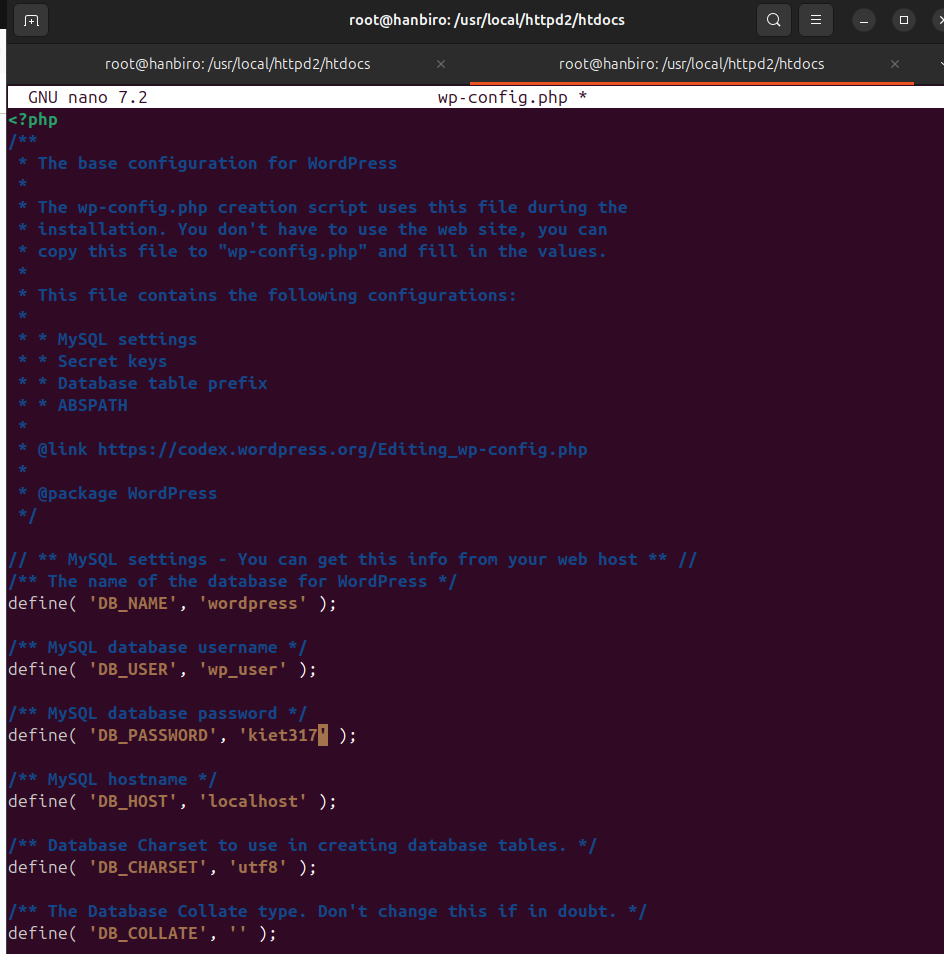 root@hanbiro: /usr/local/httpd2/htdocs
root@hanbiro: /usr/local/httpd2/htdocs
root@hanbiro: /usr/local/httpd2/htdocs
GNU nano 7.2 wp-config.php *
<?php
/**
 * The base configuration for WordPress
 *
 * The wp-config.php creation script uses this file during the
 * installation. You don't have to use the web site, you can
 * copy this file to "wp-config.php" and fill in the values.
 *
 * This file contains the following configurations:
 *
 * * MySQL settings
 * * Secret keys
 * * Database table prefix
 * * ABSPATH
 *
 * @link https://codex.wordpress.org/Editing_wp-config.php
 *
 * @package WordPress
 */

// ** MySQL settings - You can get this info from your web host ** //
/** The name of the database for WordPress */
define( 'DB_NAME', 'wordpress' );

/** MySQL database username */
define( 'DB_USER', 'wp_user' );

/** MySQL database password */
define( 'DB_PASSWORD', 'kiet317' );

/** MySQL hostname */
define( 'DB_HOST', 'localhost' );

/** Database Charset to use in creating database tables. */
define( 'DB_CHARSET', 'utf8' );

/** The Database Collate type. Don't change this if in doubt. */
define( 'DB_COLLATE', '' );